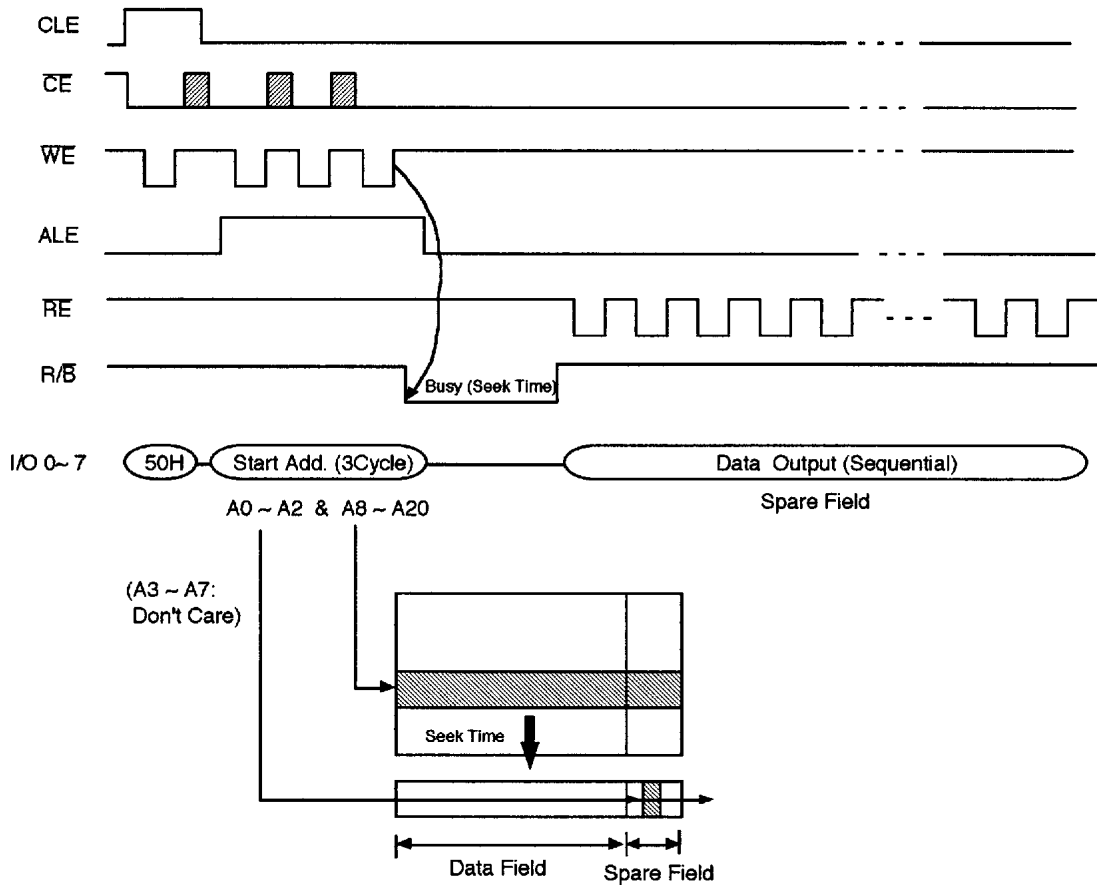 CLE
CE
WE
ALE
RE
R/B
Busy (Seek Time)
I/O 0~ 7
50H
Start Add. (3Cycle)
Data Output (Sequential)
A0 ~ A2 & A8 ~ A20
Spare Field
(A3 ~ A7:
Don't Care)
Seek Time
Data Field
Spare Field